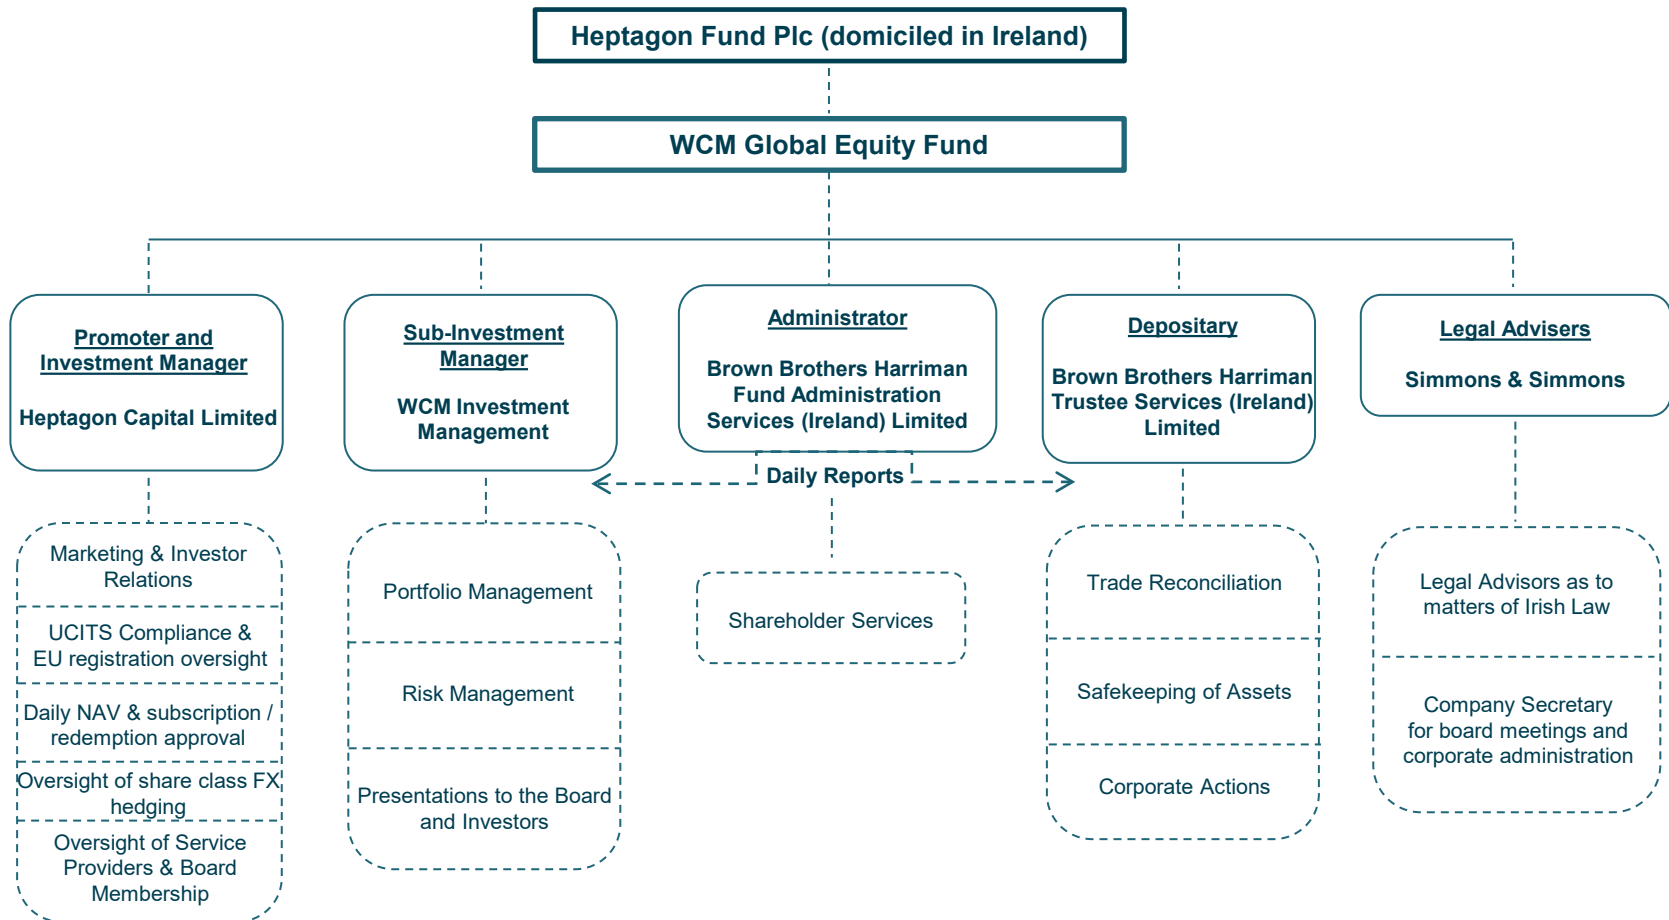 Heptagon Fund Plc (domiciled in Ireland)
WCM Global Equity Fund
Promoter and
Investment Manager
Heptagon Capital Limited
Sub-Investment
Manager
WCM Investment
Management
Administrator
Brown Brothers Harriman
Fund Administration
Services (Ireland) Limited
Depositary
Brown Brothers Harriman
Trustee Services (Ireland)
Limited
Legal Advisers
Simmons & Simmons
Daily Reports
Marketing & Investor
Relations
UCITS Compliance &
EU registration oversight
Daily NAV & subscription /
redemption approval
Oversight of share class FX
hedging
Oversight of Service
Providers & Board
Membership
Portfolio Management
Risk Management
Presentations to the Board
and Investors
Shareholder Services
Trade Reconciliation
Safekeeping of Assets
Corporate Actions
Legal Advisors as to
matters of Irish Law
Company Secretary
for board meetings and
corporate administration